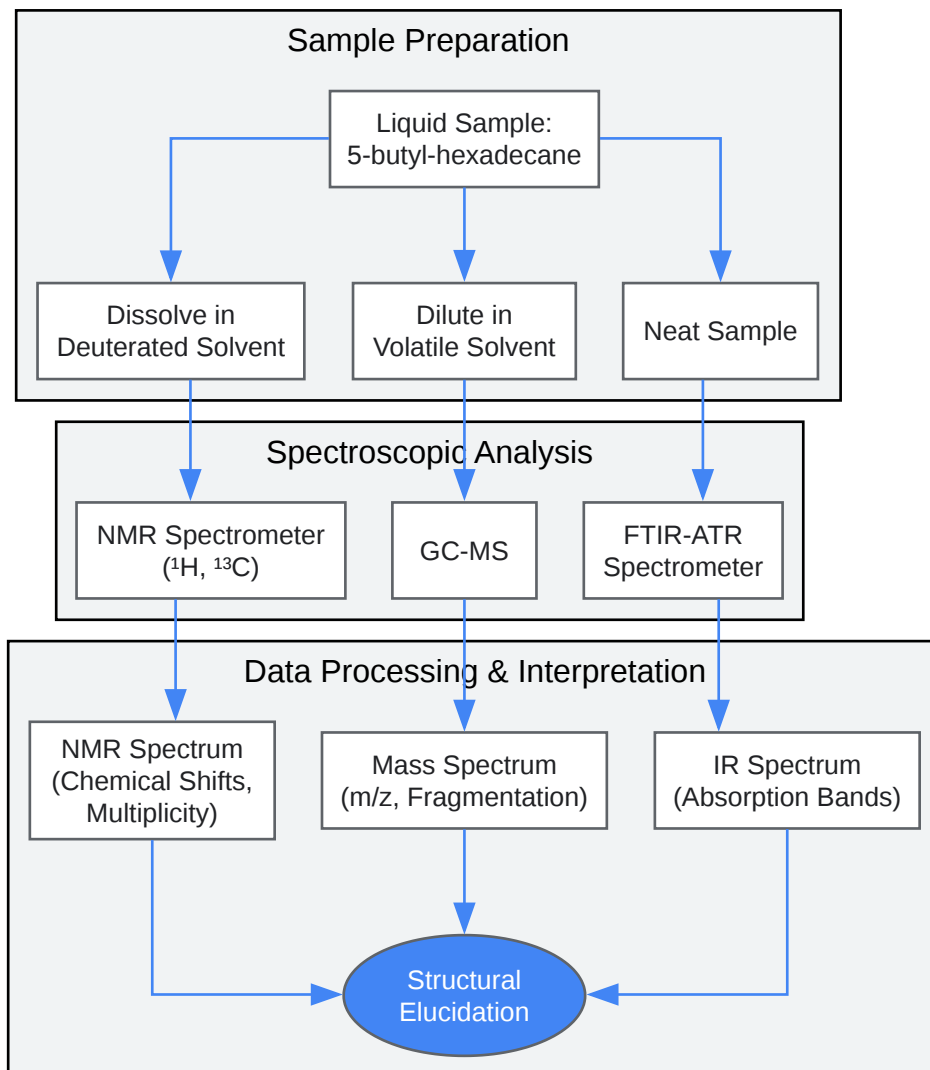 Sample Preparation
Liquid Sample:
5-butyl-hexadecane
Dissolve in
Deuterated Solvent
Dilute in
Volatile Solvent
Neat Sample
Spectroscopic Analysis
NMR Spectrometer
(¹H, ¹³C)
GC-MS
FTIR-ATR
Spectrometer
Data Processing & Interpretation
NMR Spectrum
(Chemical Shifts,
Multiplicity)
Mass Spectrum
(m/z, Fragmentation)
IR Spectrum
(Absorption Bands)
Structural
Elucidation